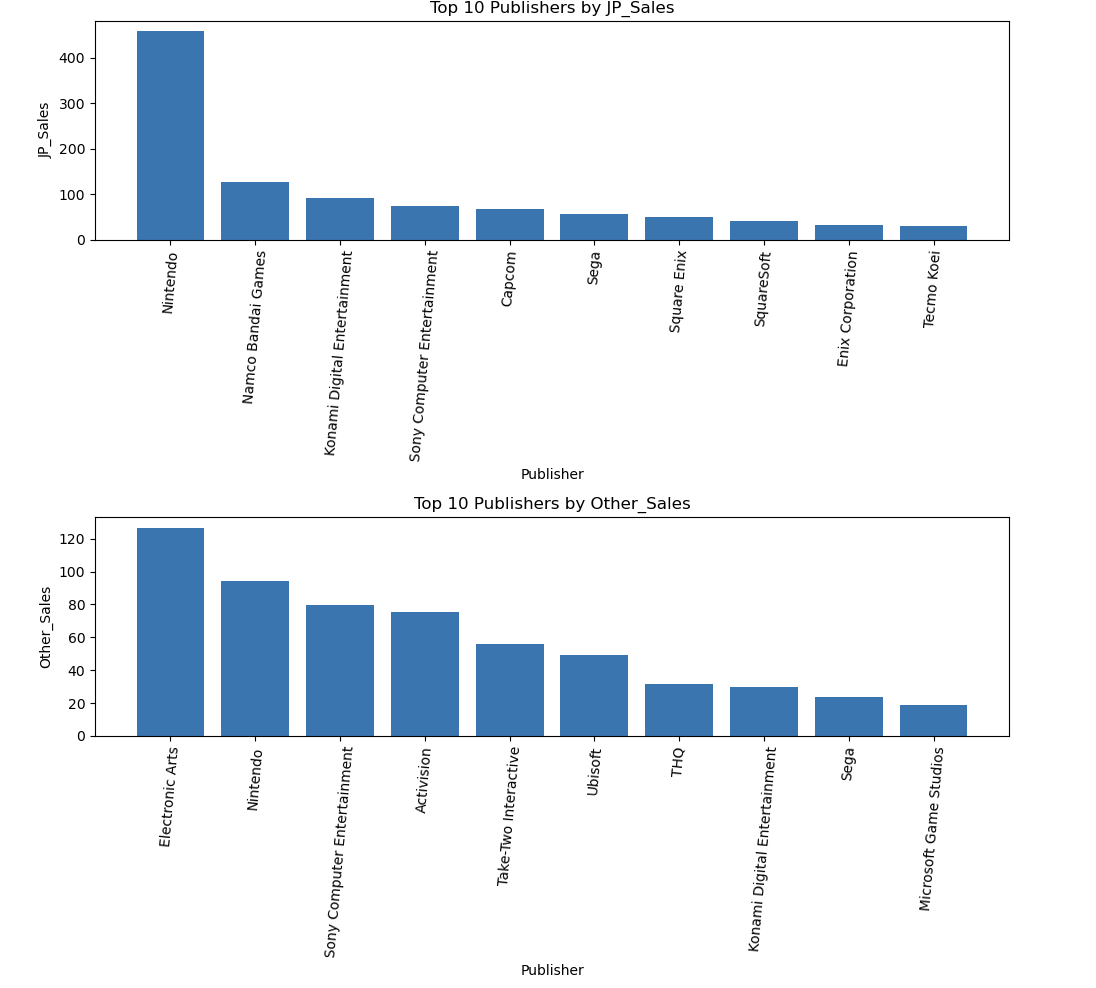 Top 10 Publishers by JP_Sales
JP_Sales
400
300
200
100
0
Nintendo
Namco Bandai Games
Konami Digital Entertainment
Sony Computer Entertainment
Capcom
Sega
Square Enix
SquareSoft
Enix Corporation
Tecmo Koei
Publisher
Top 10 Publishers by Other_Sales
Other_Sales
120
100
80
60
40
20
0
Electronic Arts
Nintendo
Sony Computer Entertainment
Activision
Take-Two Interactive
Ubisoft
THQ
Konami Digital Entertainment
Sega
Microsoft Game Studios
Publisher